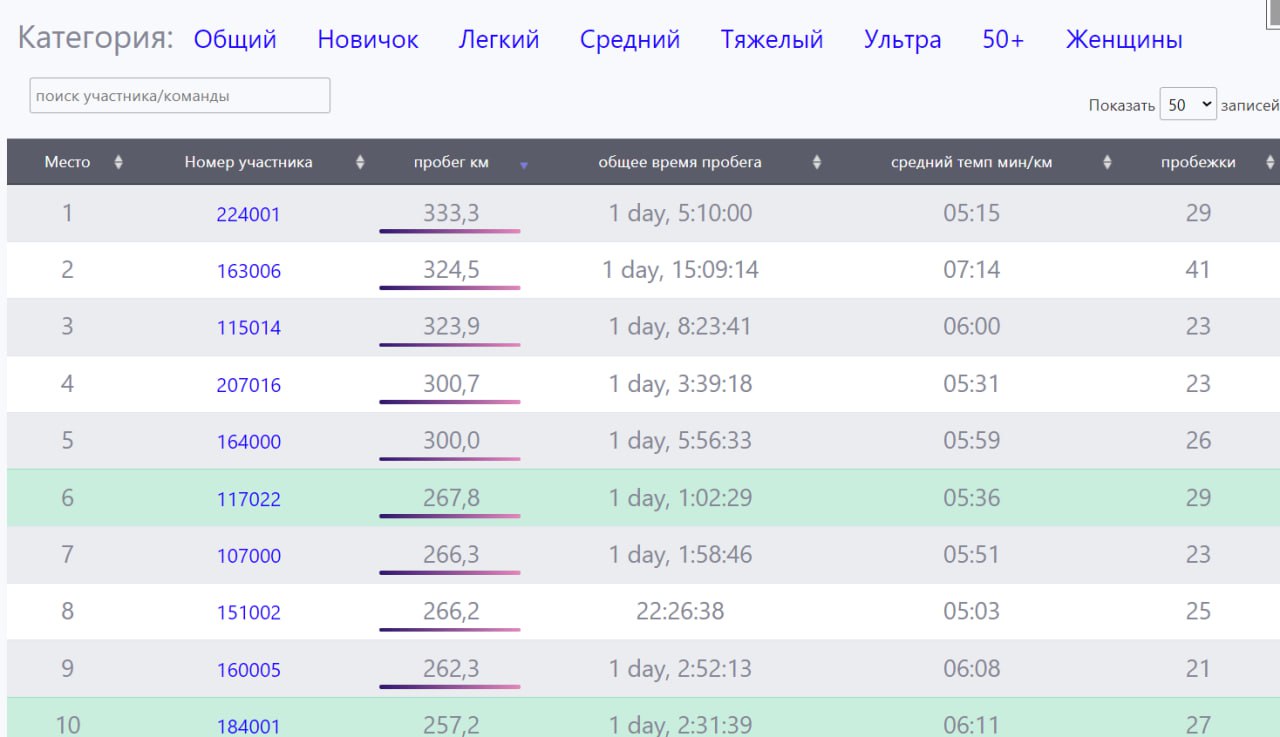 Категория: Общий Новичок Легкий Средний Тяжелый Ультра 50+ Женщины
поиск участника/команды
Показать 50 записей
Место Номер участника пробег км общее время пробега средний темп мин/км пробежки
1 224001 333,3 1 day, 5:10:00 05:15 29
2 163006 324,5 1 day, 15:09:14 07:14 41
3 115014 323,9 1 day, 8:23:41 06:00 23
4 207016 300,7 1 day, 3:39:18 05:31 23
5 164000 300,0 1 day, 5:56:33 05:59 26
6 117022 267,8 1 day, 1:02:29 05:36 29
7 107000 266,3 1 day, 1:58:46 05:51 23
8 151002 266,2 22:26:38 05:03 25
9 160005 262,3 1 day, 2:52:13 06:08 21
10 184001 257,2 1 day, 2:31:39 06:11 27